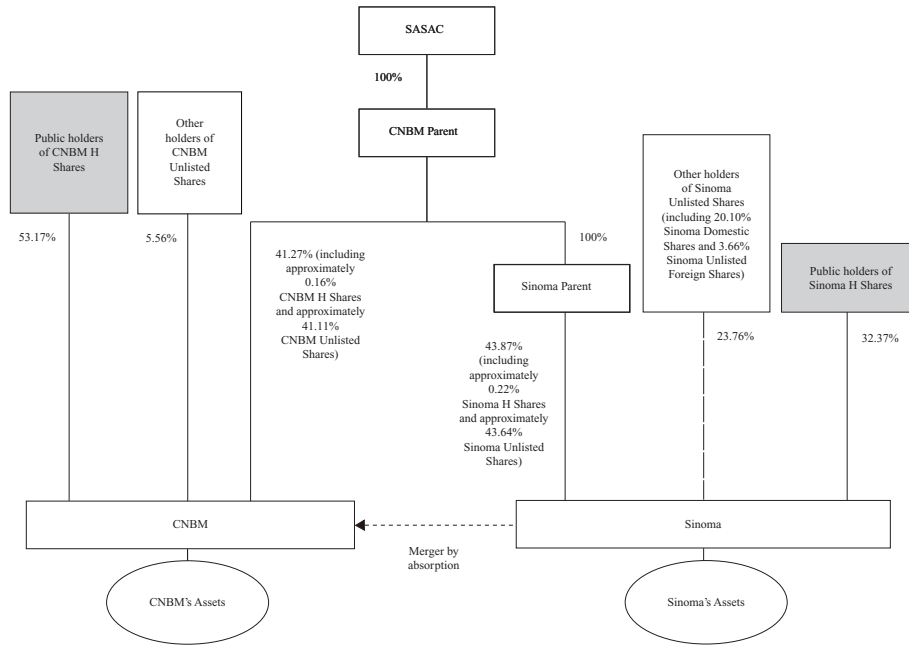 SASAC
100%
CNBM Parent
Public holders
of CNBM H
Shares
Other
holders of
CNBM
Unlisted
Shares
Other holders
of Sinoma
Unlisted Shares
(including 20.10%
Sinoma Domestic
Shares and 3.66%
Sinoma Unlisted
Foreign Shares)
Public holders of
Sinoma H Shares
53.17%
5.56%
41.27% (including
approximately
0.16%
CNBM H Shares
and approximately
41.11%
CNBM Unlisted
Shares)
100%
Sinoma Parent
43.87%
(including
approximately
0.22%
Sinoma H Shares
and approximately
43.64%
Sinoma Unlisted
Shares)
23.76%
32.37%
CNBM
Merger by
absorption
Sinoma
CNBM's Assets
Sinoma's Assets